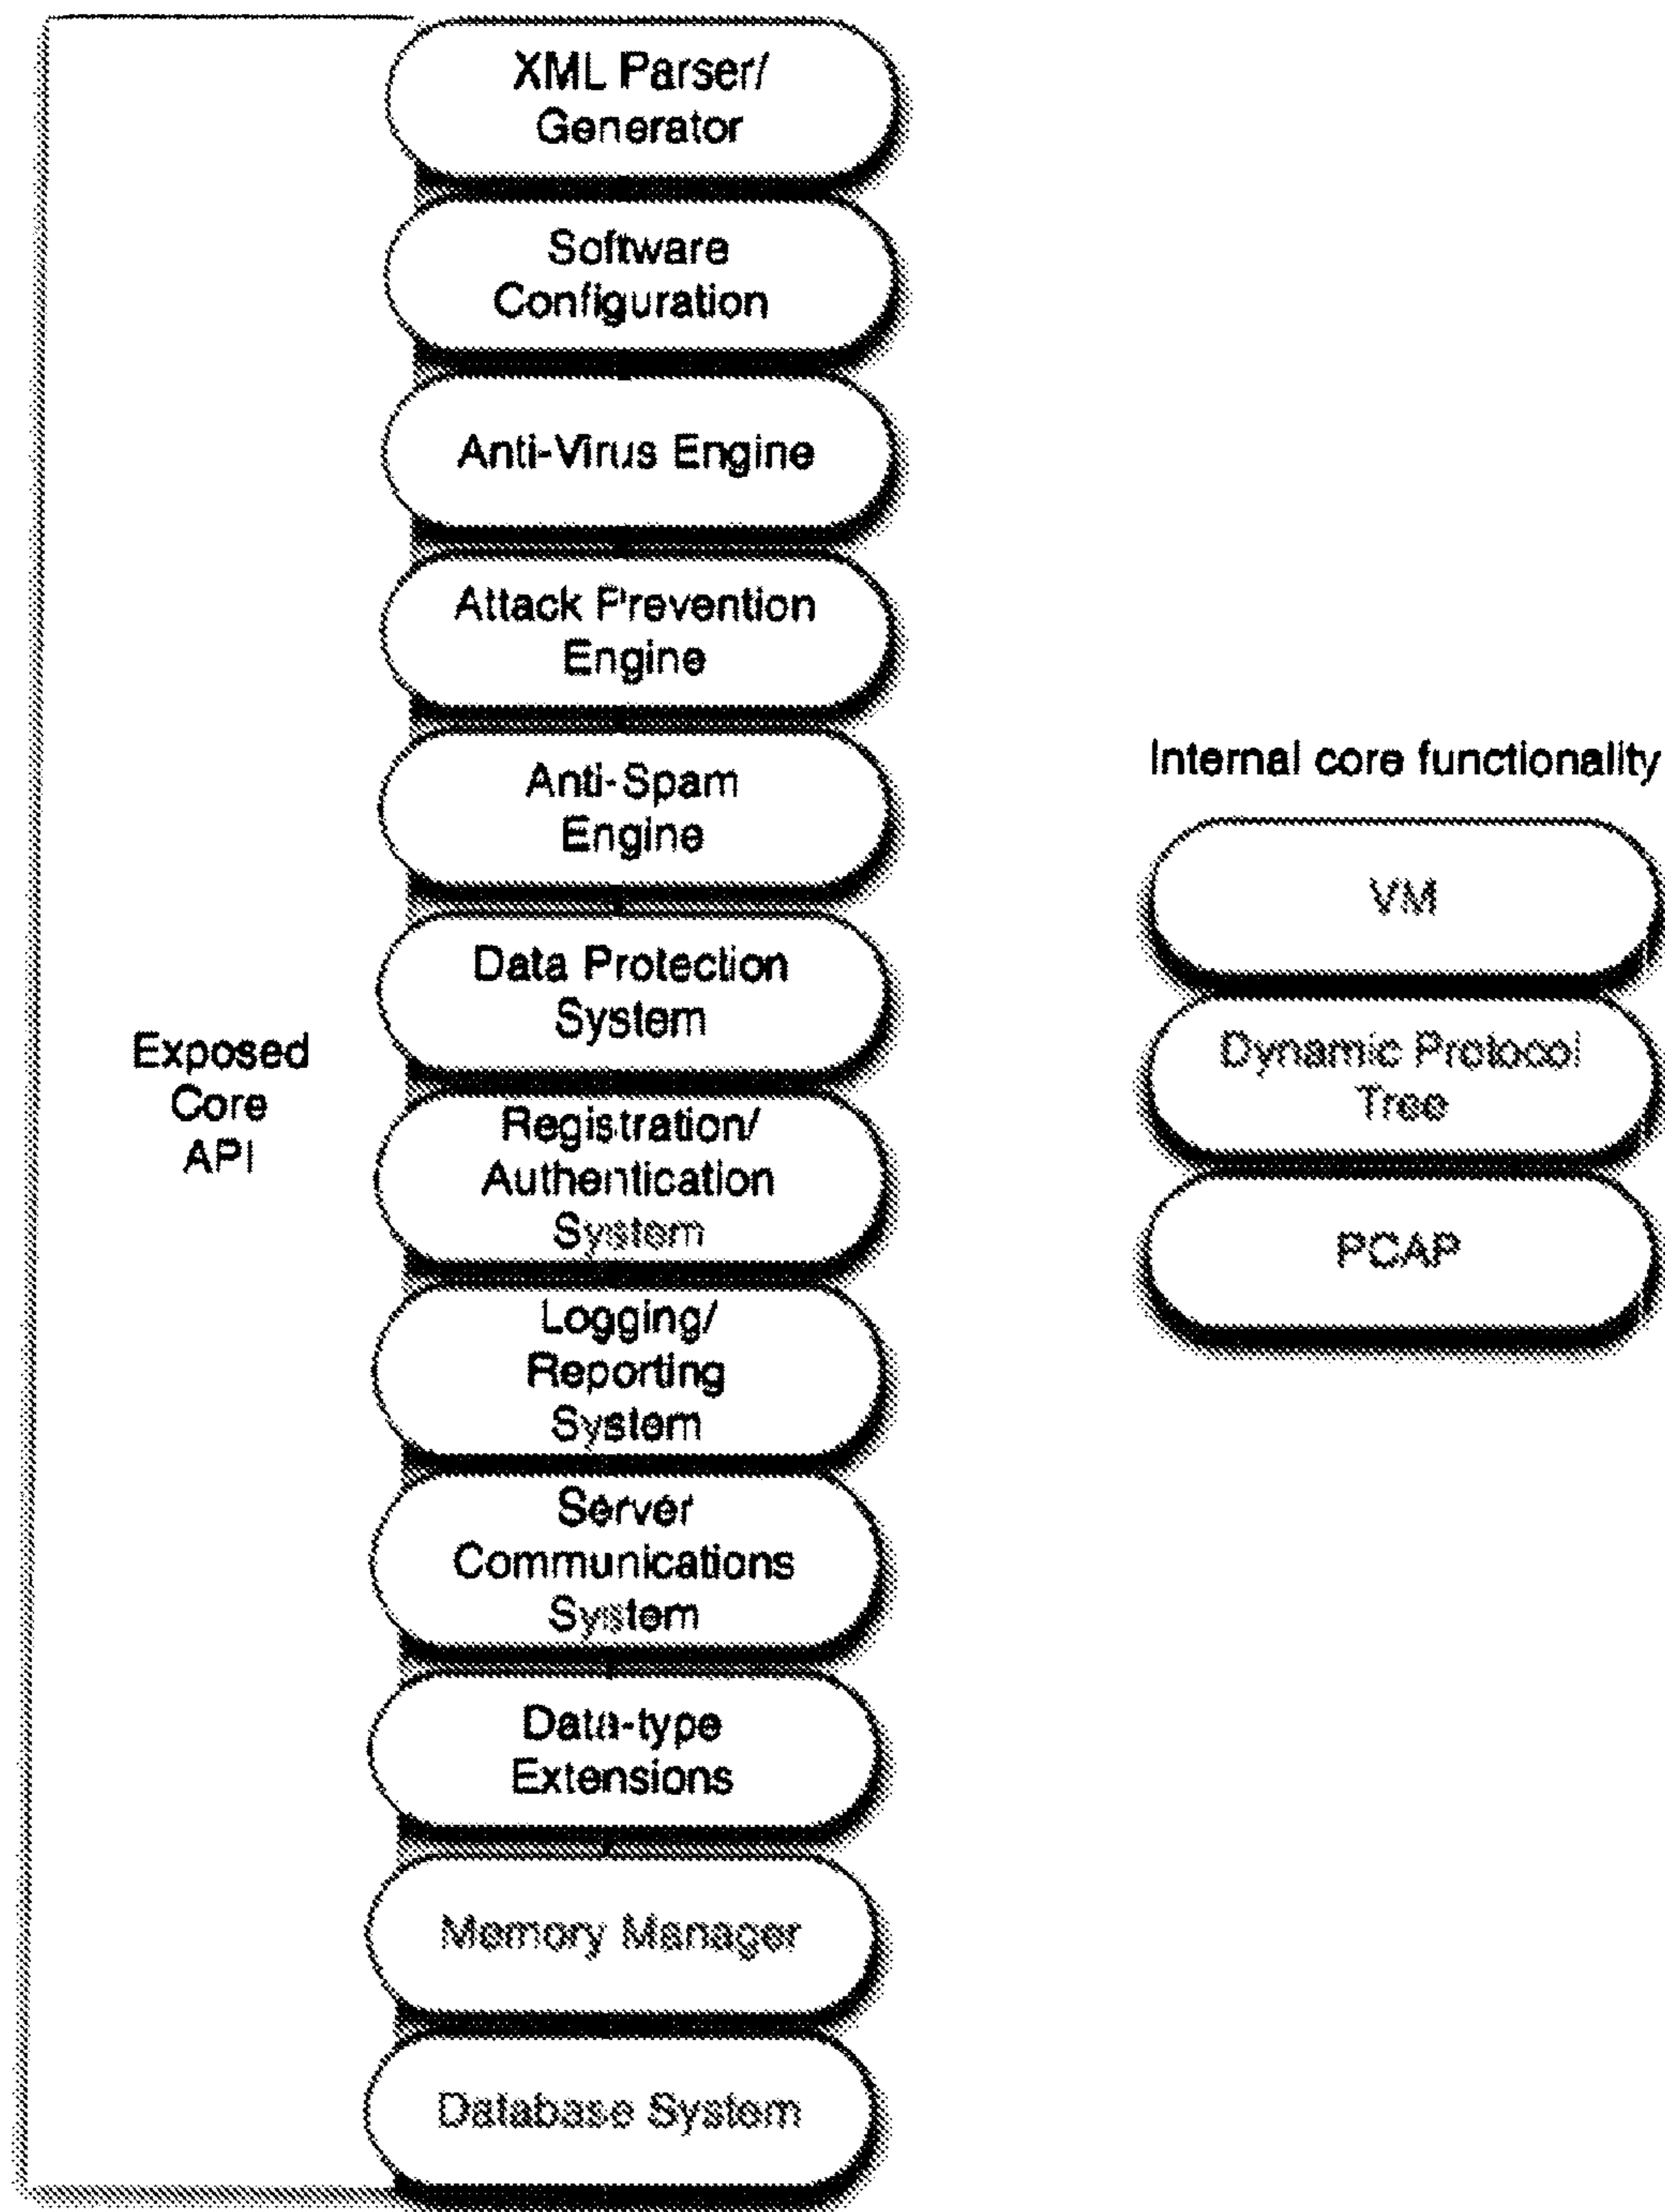 XML Parser/
Generator
Software
Configuration
Anti-Virus Engine
Attack Prevention
Engine
Anti-Spam
Engine
Data Protection
System
Registration/
Authentication
System
Logging/
Reporting
System
Server
Communications
System
Data-type
Extensions
Memory Manager
Database System
Exposed
Core
API
Internal core functionality
VM
Dynamic Protocol
Tree
PCAP